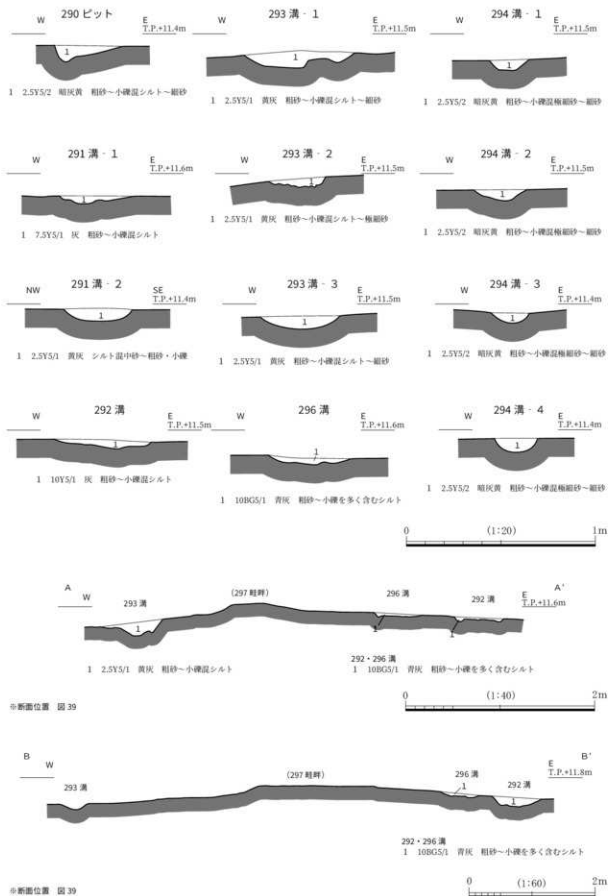 290 ピット
W E
T.P.+11.4m
1
1 2.5Y5/2 暗灰黄 粗砂～小礫混シルト～細砂
293 溝‐1
W E
T.P.+11.5m
1
1 2.5Y5/1 黄灰 粗砂～小礫混シルト～細砂
294 溝‐1
W E
T.P.+11.5m
1
1 2.5Y5/2 暗灰黄 粗砂～小礫混極細砂～細砂
291 溝‐1
W E
T.P.+11.6m
1
1 7.5Y5/1 灰 粗砂～小礫混シルト
293 溝‐2
W E
T.P.+11.5m
1
1 2.5Y5/1 黄灰 粗砂～小礫混シルト～極細砂
294 溝‐2
W E
T.P.+11.5m
1
1 2.5Y5/2 暗灰黄 粗砂～小礫混極細砂～細砂
291 溝‐2
NW SE
T.P.+11.4m
1
1 2.5Y5/1 黄灰 シルト混中砂～粗砂・小礫
293 溝‐3
W E
T.P.+11.5m
1
1 2.5Y5/1 黄灰 粗砂～小礫混シルト～細砂
294 溝‐3
W E
T.P.+11.4m
1
1 2.5Y5/2 暗灰黄 粗砂～小礫混極細砂～細砂
292 溝
W E
T.P.+11.5m
1
1 10Y5/1 灰 粗砂～小礫混シルト
296 溝
W E
T.P.+11.6m
1
1 10BG5/1 青灰 粗砂～小礫を多く含むシルト
294 溝‐4
W E
T.P.+11.4m
1
1 2.5Y5/2 暗灰黄 粗砂～小礫混極細砂～細砂
0 (1:20) 1m
A A'
W E
T.P.+11.6m
293 溝 (297 畦畔) 296 溝 292 溝
1 1 1
1 2.5Y5/1 黄灰 粗砂～小礫混シルト
292・296 溝
1 10BG5/1 青灰 粗砂～小礫を多く含むシルト
※断面位置 図 39
0 (1:40) 2m
B B'
W E
T.P.+11.8m
293 溝 (297 畦畔) 296 溝 292 溝
1 1
292・296 溝
1 10BG5/1 青灰 粗砂～小礫を多く含むシルト
※断面位置 図 39
0 (1:60) 2m